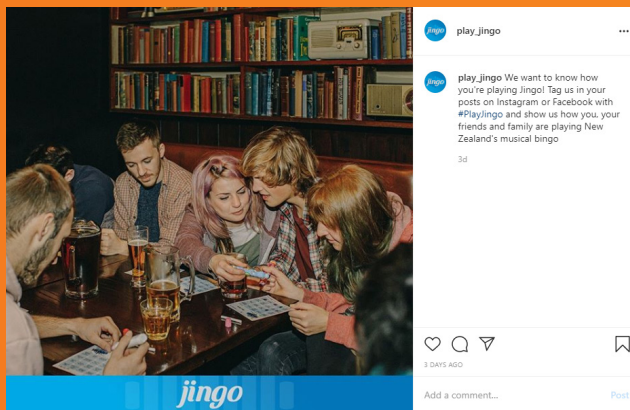 jingo
play_jingo
...
jingo
play_jingo We want to know how
you're playing Jingo! Tag us in your
posts on Instagram or Facebook with
#PlayJingo and show us how you, your
friends and family are playing New
Zealand's musical bingo
3d
3 DAYS AGO
Add a comment...
Post
jingo